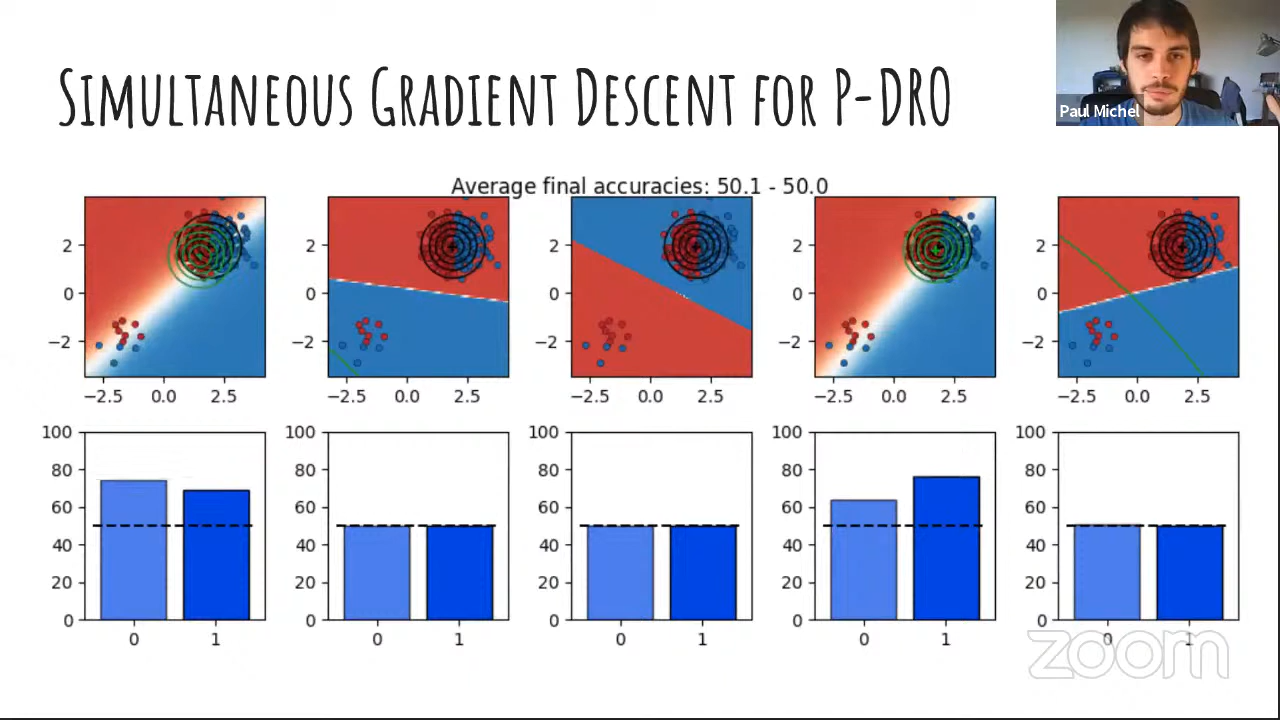 SIMULTANEOUS GRADIENT DESCENT FOR P-DRO
Paul Michel
Average final accuracies: 50.1 - 50.0
2 2 2 2 2
0 0 0 0 0
−2 −2 −2 −2 −2
−2.5 0.0 2.5 −2.5 0.0 2.5 −2.5 0.0 2.5 −2.5 0.0 2.5 −2.5 0.0 2.5
100 100 100 100 100
80 80 80 80 80
60 60 60 60 60
40 40 40 40 40
20 20 20 20 20
0 0 0 0 0
0 1 0 1 0 1 0 1 0 1
zoom